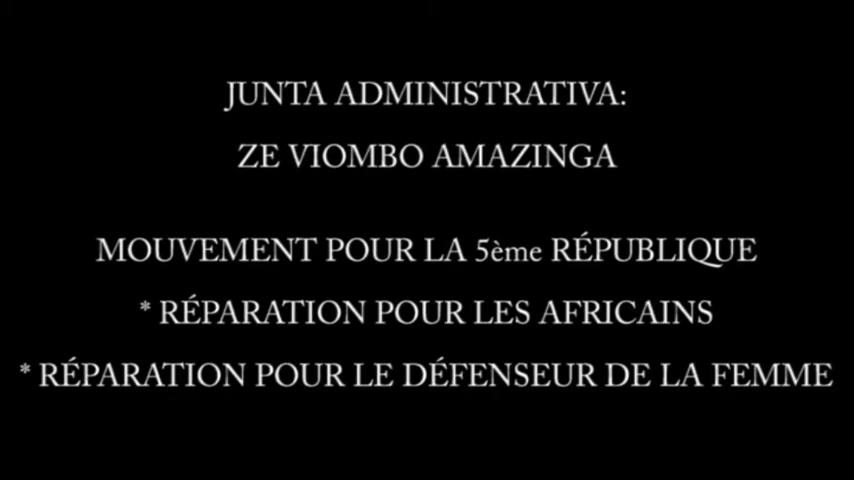 JUNTA ADMINISTRATIVA:
ZE VIOMBO AMAZINGA
MOUVEMENT POUR LA 5ème RÉPUBLIQUE
* RÉPARATION POUR LES AFRICAINS
* RÉPARATION POUR LE DÉFENSEUR DE LA FEMME